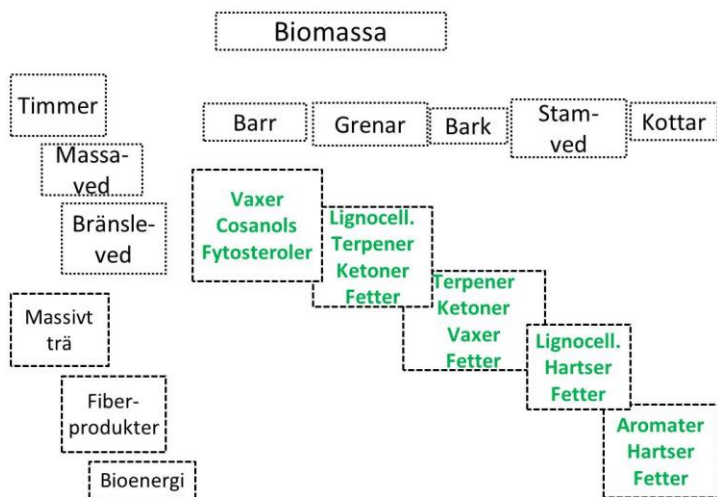 Biomassa
Timmer
Barr
Grenar
Bark
Stam-
ved
Kottar
Massa-
ved
Bränsle-
ved
Vaxer
Cosanols
Fytosteroler
Lignocell.
Terpener
Ketoner
Fetter
Terpener
Ketoner
Vaxer
Fetter
Massivt
trä
Lignocell.
Hartser
Fetter
Fiber-
produkter
Aromater
Hartser
Fetter
Bioenergi